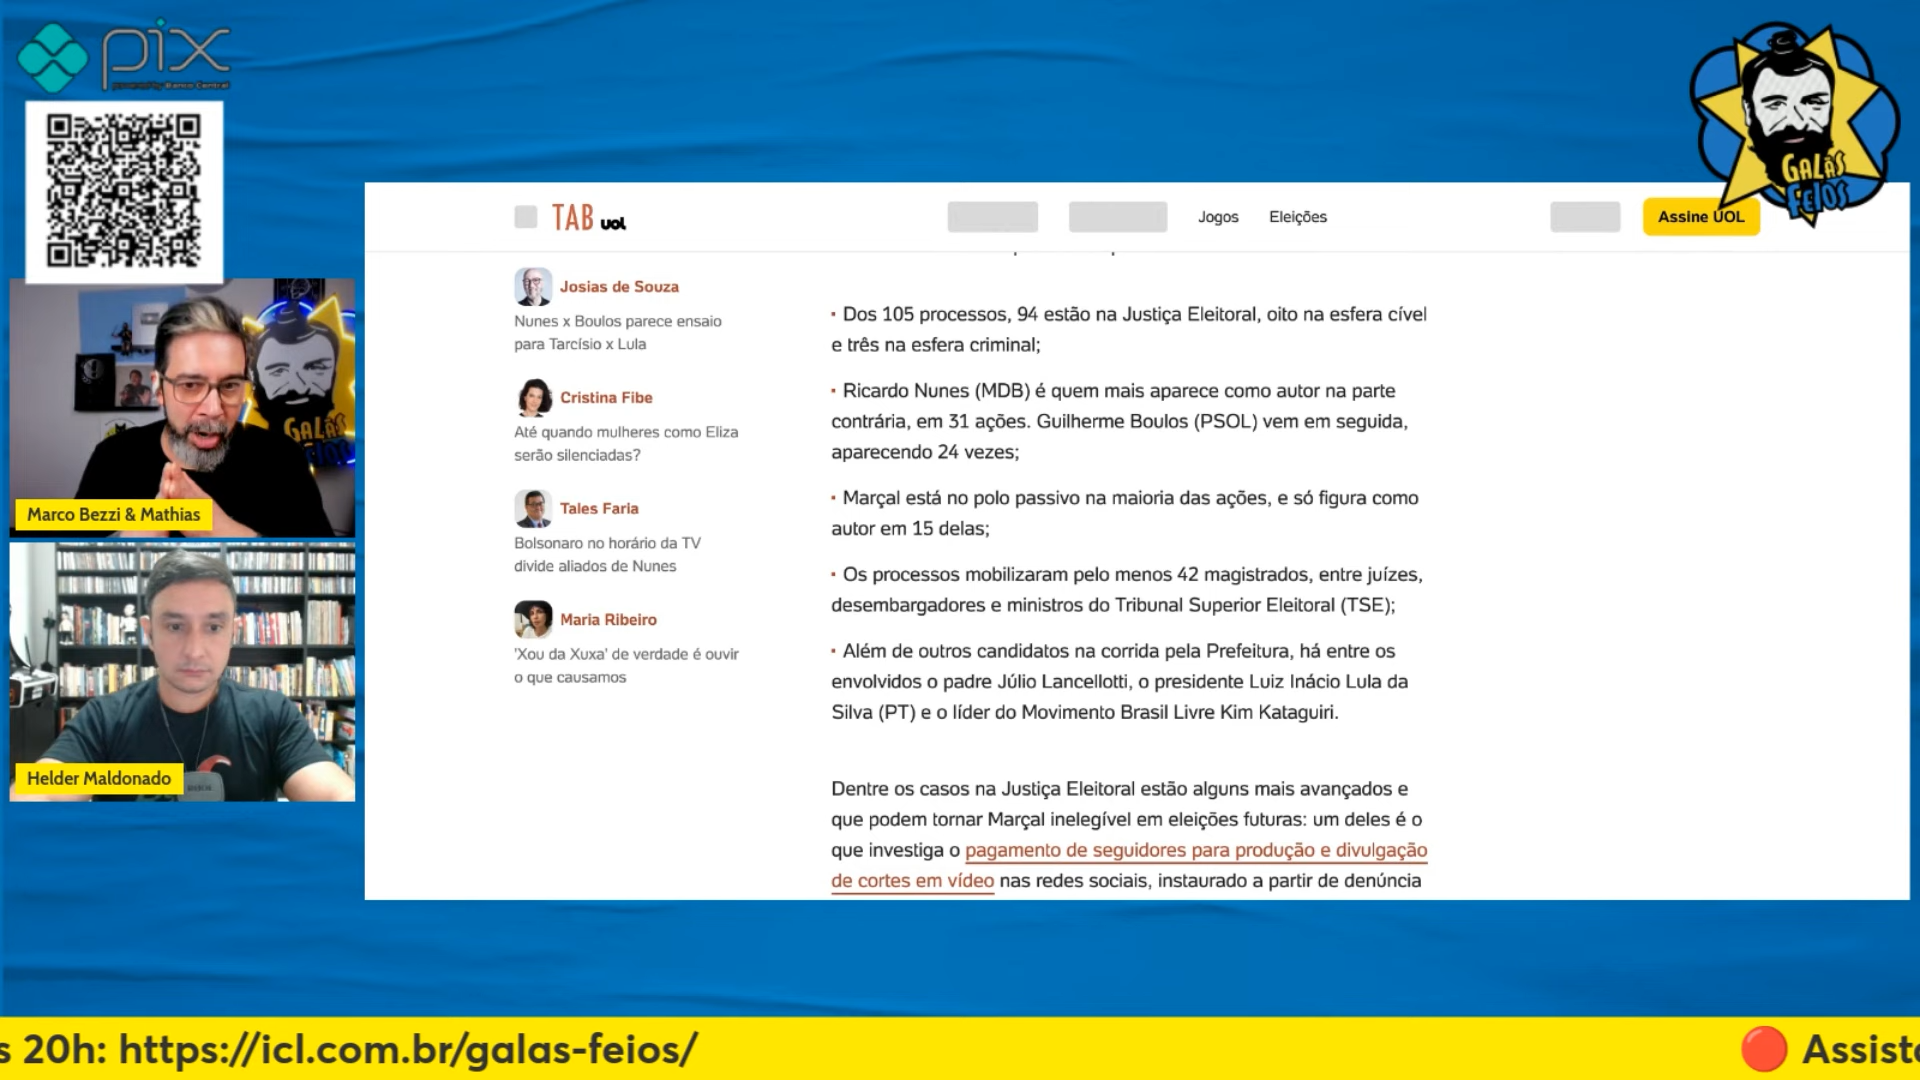 pix
powered by Banco Central
GALÃS
FEIOS
TAB uol
Jogos
Eleições
Assine UOL
Josias de Souza
Nunes x Boulos parece ensaio
para Tarcísio x Lula
Cristina Fibe
Até quando mulheres como Eliza
serão silenciadas?
Tales Faria
Bolsonaro no horário da TV
divide aliados de Nunes
Maria Ribeiro
'Xou da Xuxa' de verdade é ouvir
o que causamos
· Dos 105 processos, 94 estão na Justiça Eleitoral, oito na esfera cível
e três na esfera criminal;
· Ricardo Nunes (MDB) é quem mais aparece como autor na parte
contrária, em 31 ações. Guilherme Boulos (PSOL) vem em seguida,
aparecendo 24 vezes;
· Marçal está no polo passivo na maioria das ações, e só figura como
autor em 15 delas;
· Os processos mobilizaram pelo menos 42 magistrados, entre juízes,
desembargadores e ministros do Tribunal Superior Eleitoral (TSE);
· Além de outros candidatos na corrida pela Prefeitura, há entre os
envolvidos o padre Júlio Lancellotti, o presidente Luiz Inácio Lula da
Silva (PT) e o líder do Movimento Brasil Livre Kim Kataguiri.
Dentre os casos na Justiça Eleitoral estão alguns mais avançados e
que podem tornar Marçal inelegível em eleições futuras: um deles é o
que investiga o pagamento de seguidores para produção e divulgação
de cortes em vídeo nas redes sociais, instaurado a partir de denúncia
GALÃS
FEIOS
Marco Bezzi & Mathias
Helder Maldonado
s 20h: https://icl.com.br/galas-feios/
Assist